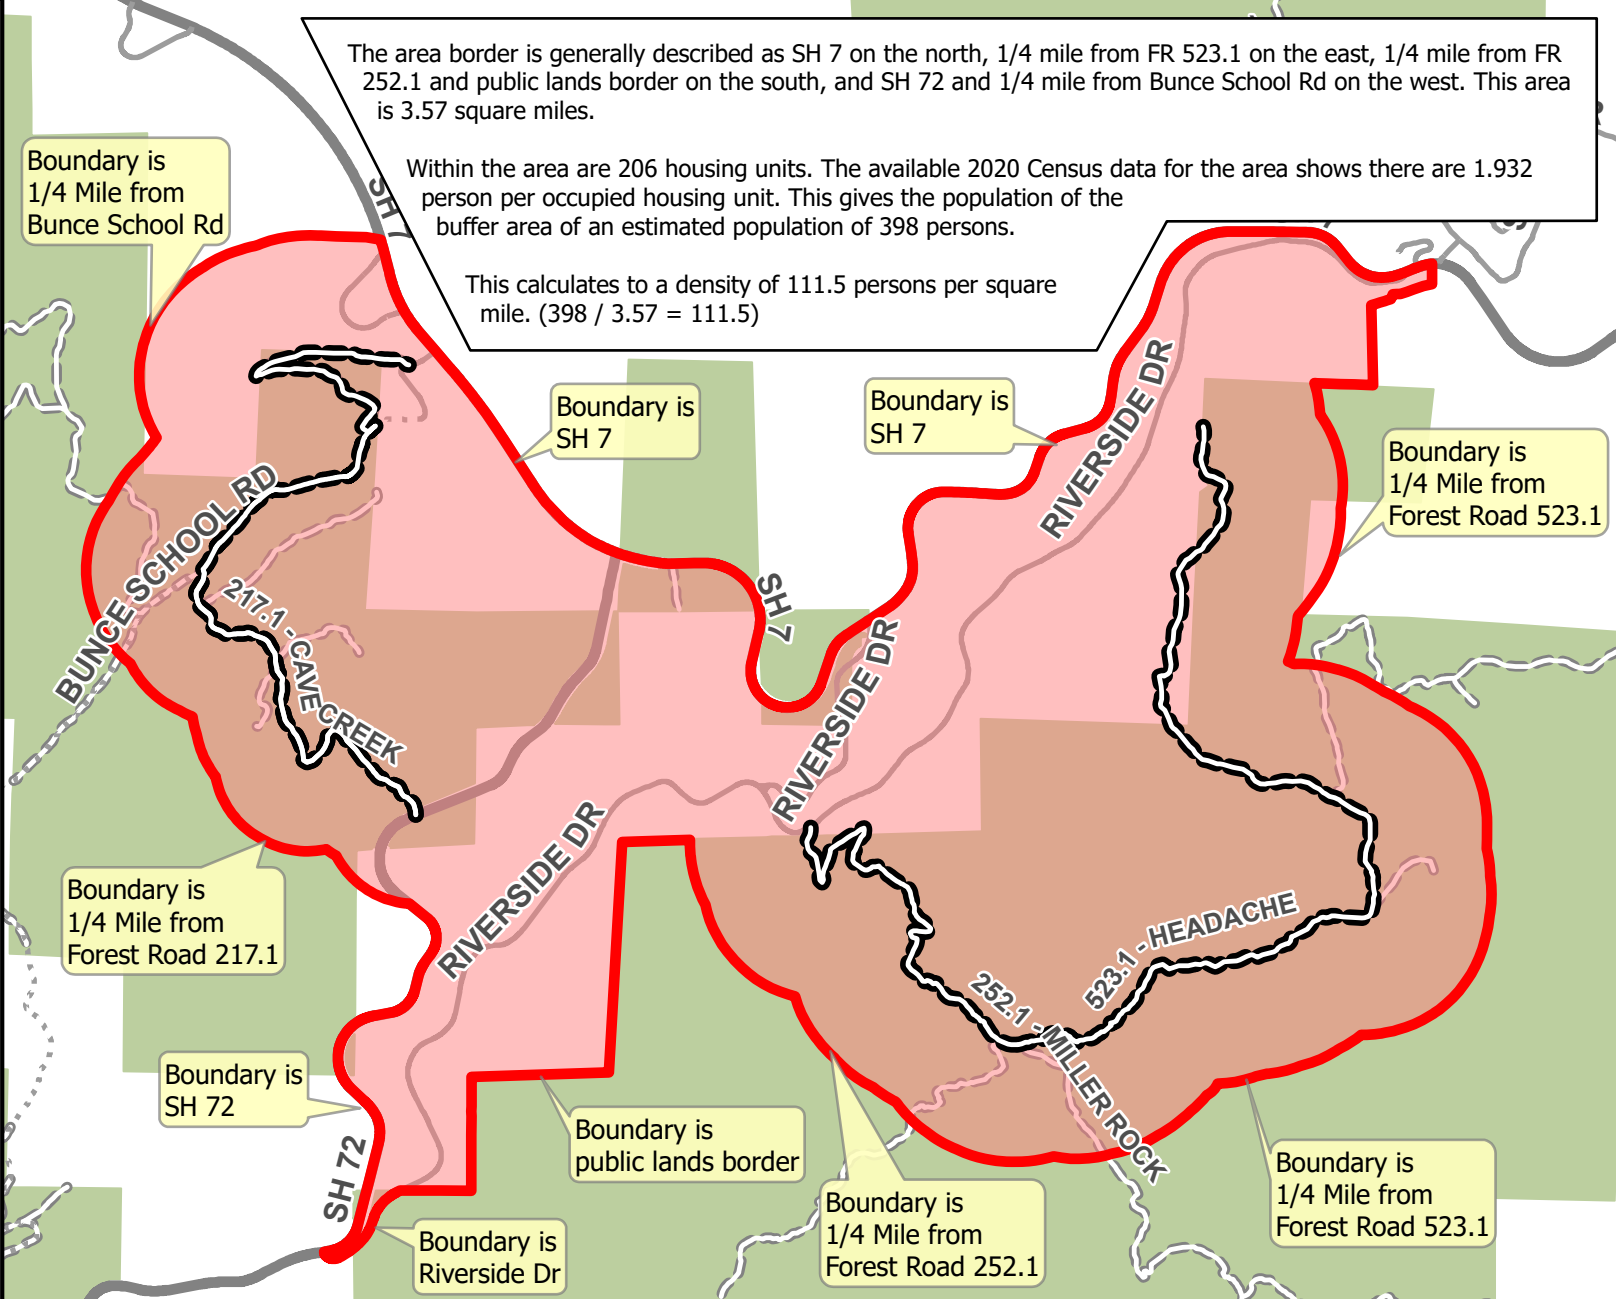 The area border is generally described as SH 7 on the north, 1/4 mile from FR 523.1 on the east, 1/4 mile from FR
252.1 and public lands border on the south, and SH 72 and 1/4 mile from Bunce School Rd on the west. This area
is 3.57 square miles.
Within the area are 206 housing units. The available 2020 Census data for the area shows there are 1.932
person per occupied housing unit. This gives the population of the
buffer area of an estimated population of 398 persons.
This calculates to a density of 111.5 persons per square
mile. (398 / 3.57 = 111.5)
Boundary is
1/4 Mile from
Bunce School Rd
SH 7
Boundary is
SH 7
Boundary is
SH 7
RIVERSIDE DR
Boundary is
1/4 Mile from
Forest Road 523.1
BUNCE SCHOOL RD
217.1 - CAVE CREEK
SH 7
RIVERSIDE DR
RIVERSIDE DR
Boundary is
1/4 Mile from
Forest Road 217.1
523.1 - HEADACHE
252.1 - MILLER ROCK
Boundary is
SH 72
SH 72
Boundary is
public lands border
Boundary is
Riverside Dr
Boundary is
1/4 Mile from
Forest Road 252.1
Boundary is
1/4 Mile from
Forest Road 523.1